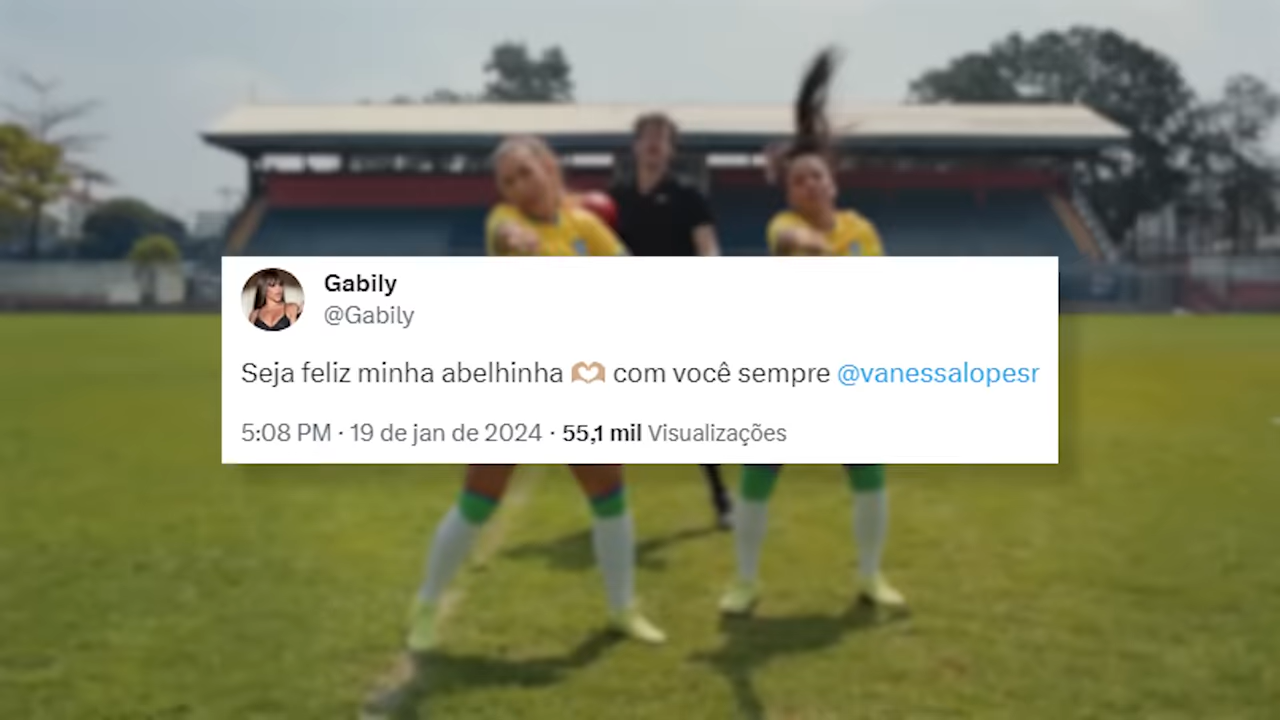 Gabily
@Gabily
Seja feliz minha abelhinha 🫶🏼 com você sempre @vanessalopesr
5:08 PM · 19 de jan de 2024 · 55,1 mil Visualizações